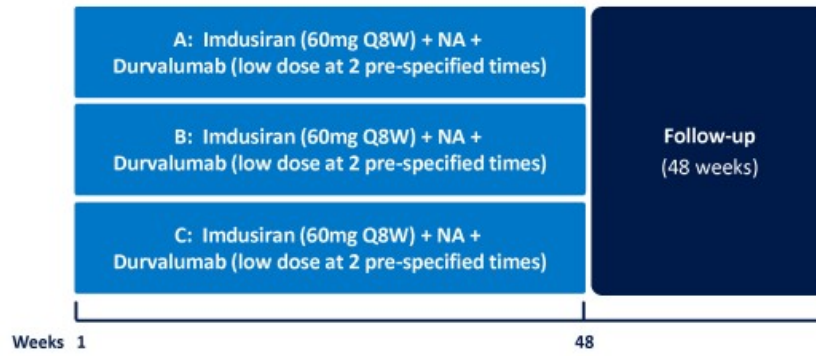 A: Imdusiran (60mg Q8W) + NA +
Durvalumab (low dose at 2 pre-specified times)
B: Imdusiran (60mg Q8W) + NA +
Durvalumab (low dose at 2 pre-specified times)
C: Imdusiran (60mg Q8W) + NA +
Durvalumab (low dose at 2 pre-specified times)
Follow-up
(48 weeks)
Weeks 1 48